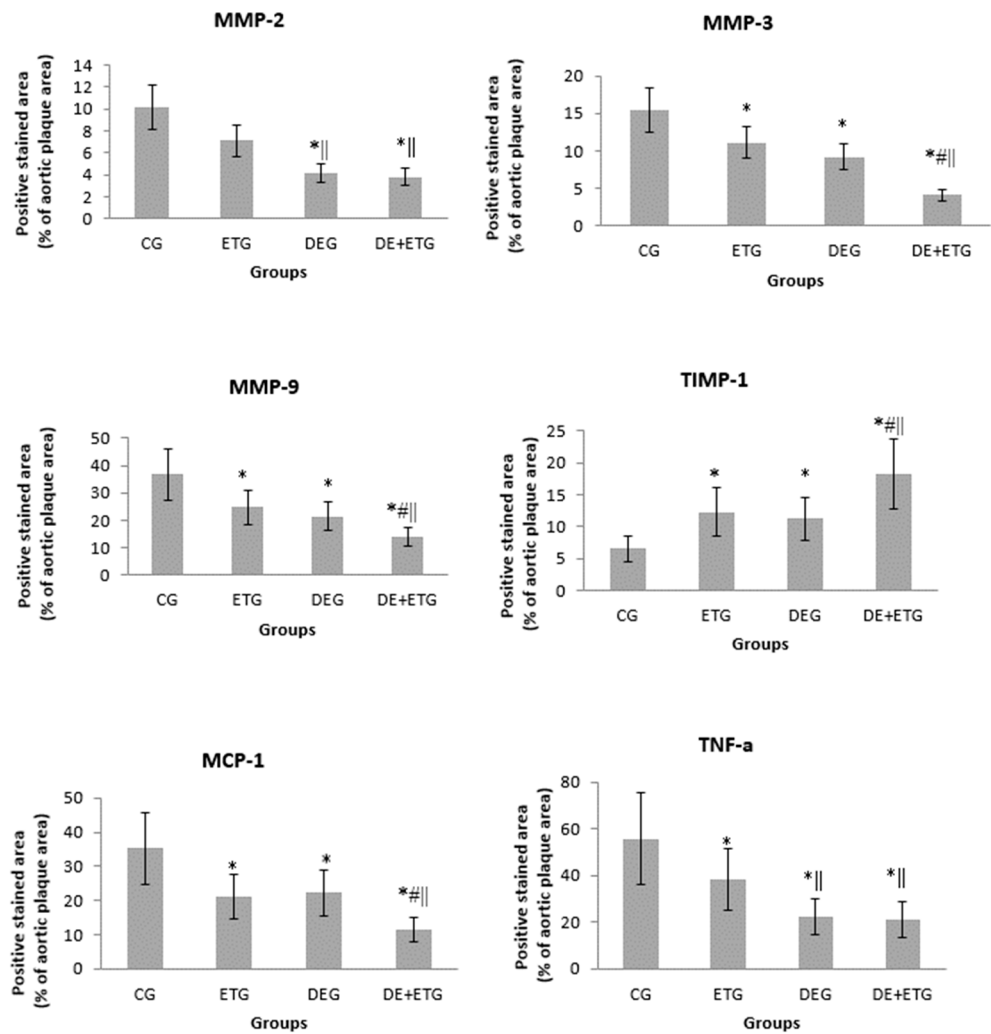 MMP-2
Positive stained area
(% of aortic plaque area)
14
12
10
8
6
4
2
0
*||
*||
CG ETG DEG DE+ETG
Groups
MMP-3
Positive stained area
(% of aortic plaque area)
20
15
10
5
0
*
*
*#||
CG ETG DEG DE+ETG
Groups
MMP-9
Positive stained area
(% of aortic plaque area)
50
40
30
20
10
0
*
*
*#||
CG ETG DEG DE+ETG
Groups
TIMP-1
Positive stained area
(% of aortic plaque area)
25
20
15
10
5
0
*
*
*#||
CG ETG DEG DE+ETG
Groups
MCP-1
Positive stained area
(% of aortic plaque area)
50
40
30
20
10
0
*
*
*#||
CG ETG DEG DE+ETG
Groups
TNF-a
Positive stained area
(% of aortic plaque area)
80
60
40
20
0
*
*||
*||
CG ETG DEG DE+ETG
Groups